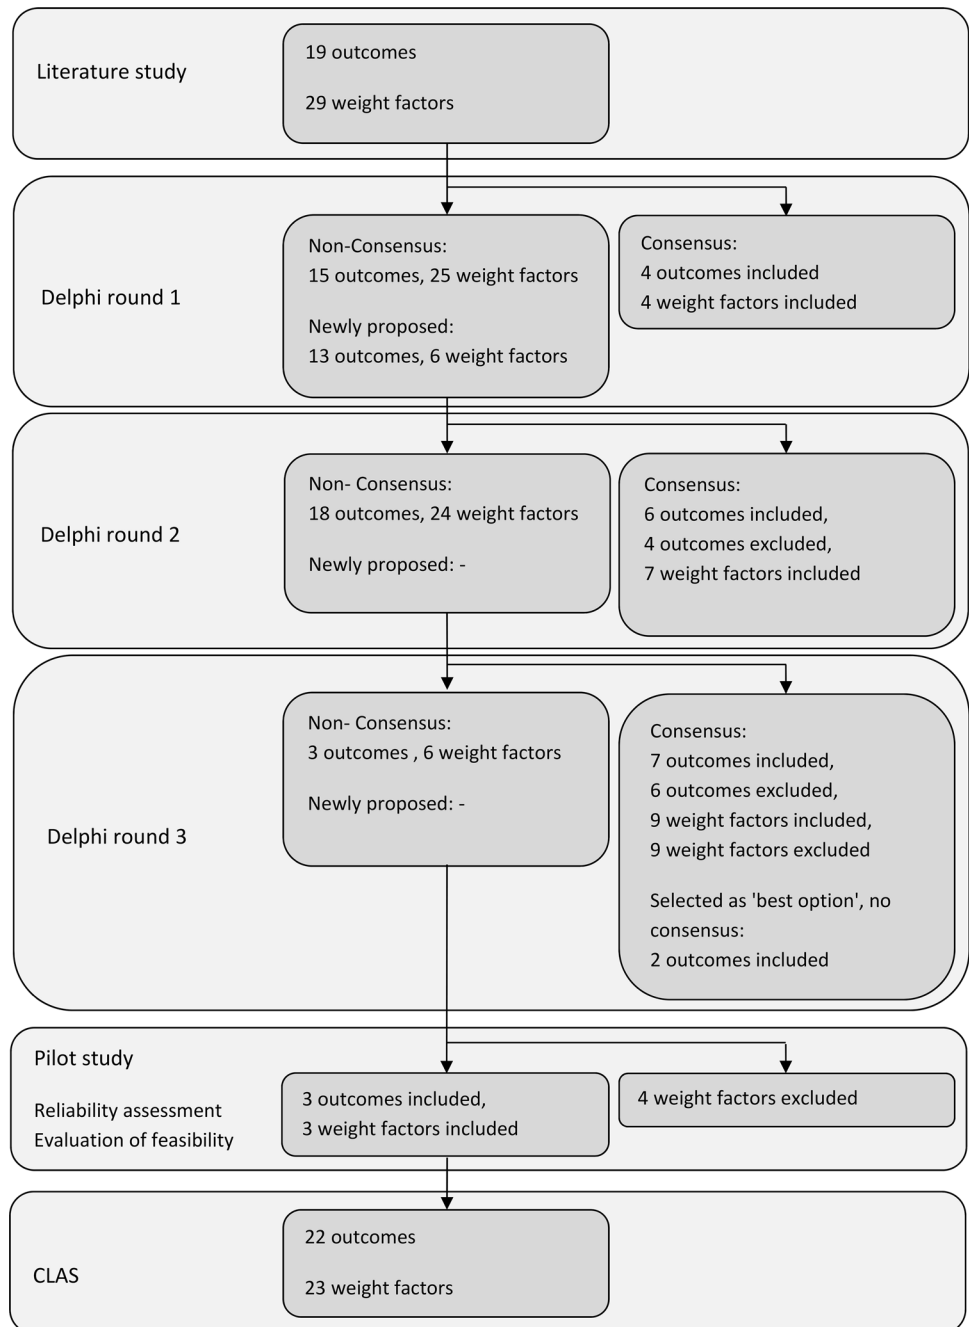 Literature study
19 outcomes
29 weight factors
Delphi round 1
Non-Consensus:
15 outcomes, 25 weight factors
Newly proposed:
13 outcomes, 6 weight factors
Consensus:
4 outcomes included
4 weight factors included
Delphi round 2
Non- Consensus:
18 outcomes, 24 weight factors
Newly proposed: -
Consensus:
6 outcomes included,
4 outcomes excluded,
7 weight factors included
Delphi round 3
Non- Consensus:
3 outcomes , 6 weight factors
Newly proposed: -
Consensus:
7 outcomes included,
6 outcomes excluded,
9 weight factors included,
9 weight factors excluded
Selected as 'best option', no
consensus:
2 outcomes included
Pilot study
Reliability assessment
Evaluation of feasibility
3 outcomes included,
3 weight factors included
4 weight factors excluded
CLAS
22 outcomes
23 weight factors